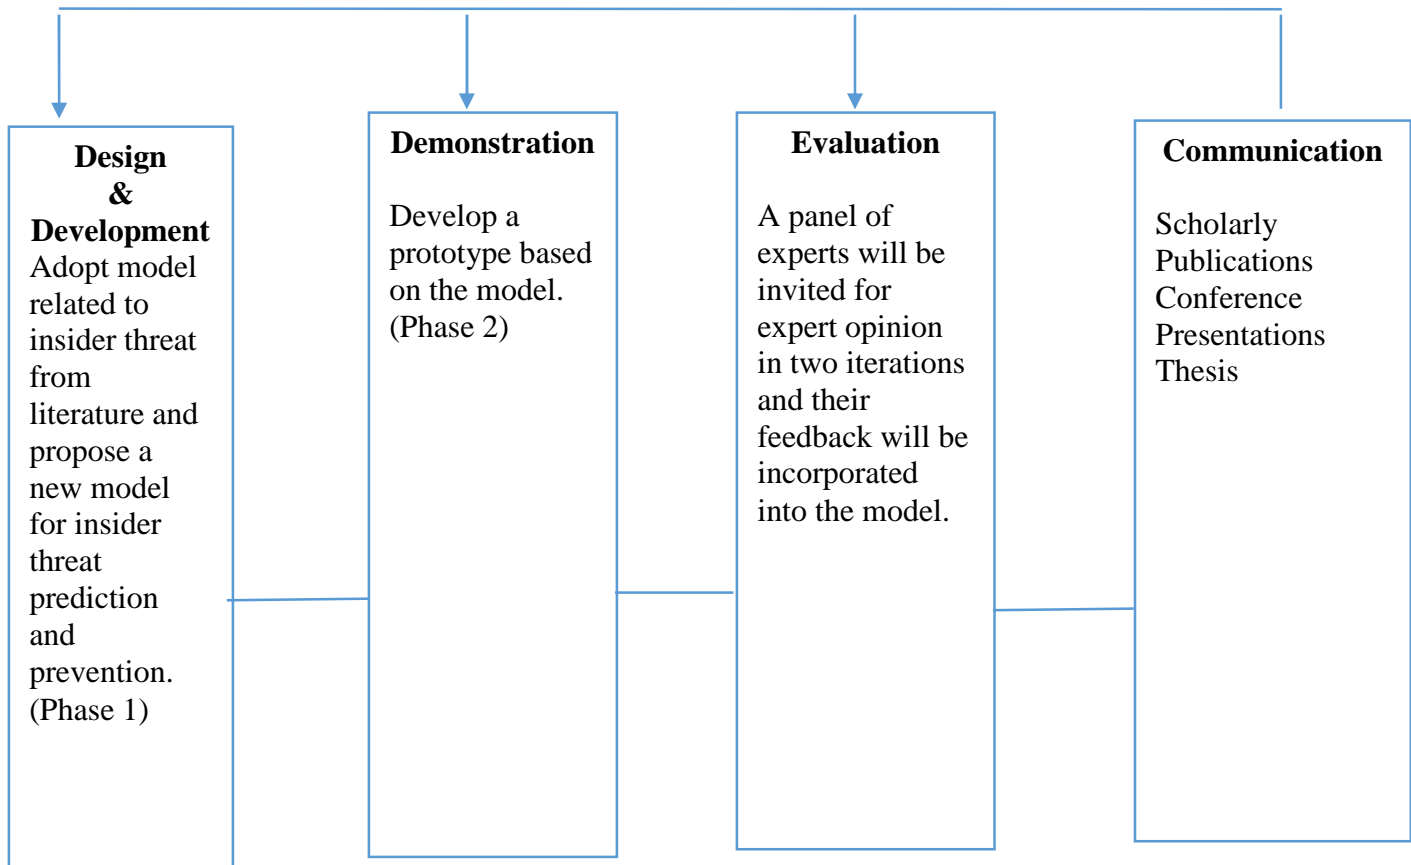 Design
&
Development
Adopt model
related to
insider threat
from
literature and
propose a
new model
for insider
threat
prediction
and
prevention.
(Phase 1)
Demonstration
Develop a
prototype based
on the model.
(Phase 2)
Evaluation
A panel of
experts will be
invited for
expert opinion
in two iterations
and their
feedback will be
incorporated
into the model.
Communication
Scholarly
Publications
Conference
Presentations
Thesis